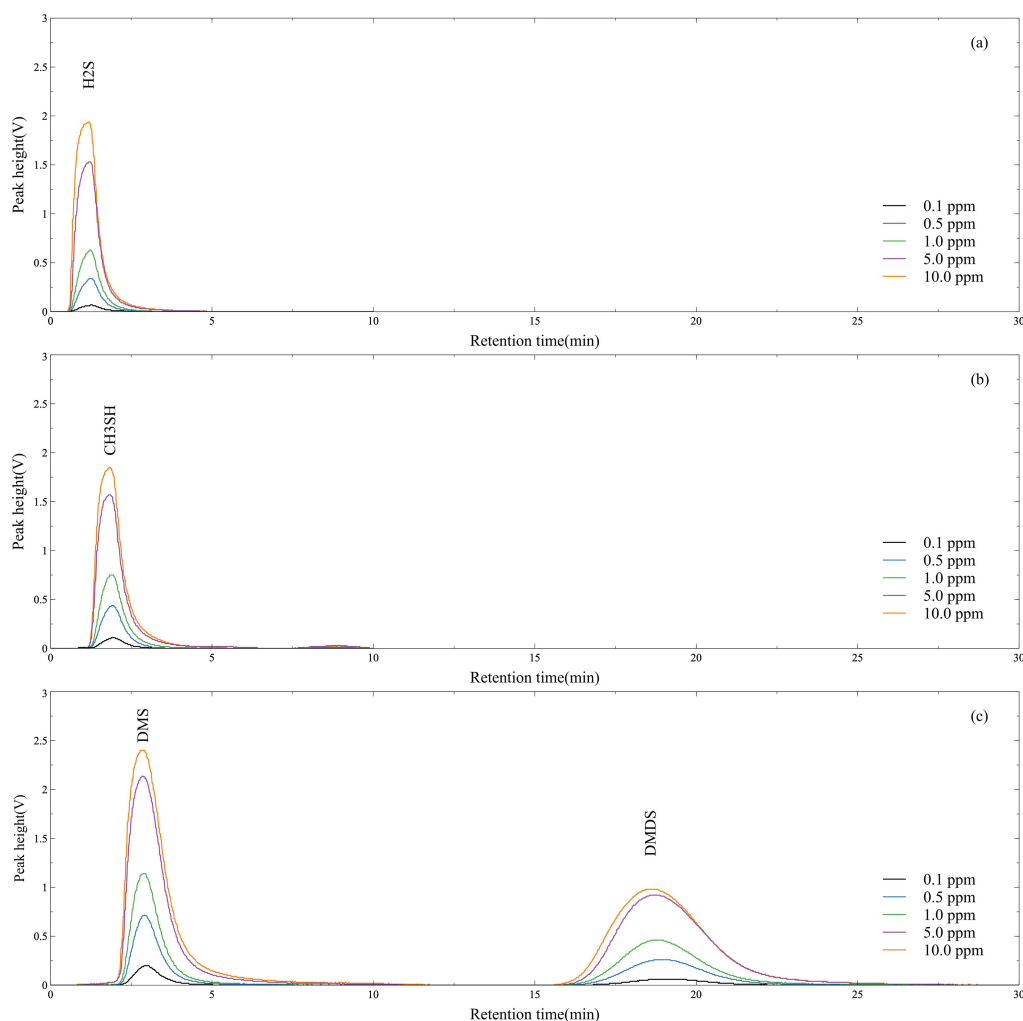 (a)
H2S
3
2.5
2
1.5
1
0.5
0
Peak height(V)
0.1 ppm
0.5 ppm
1.0 ppm
5.0 ppm
10.0 ppm
0 5 10 15 20 25 30
Retention time(min)
(b)
CH3SH
3
2.5
2
1.5
1
0.5
0
Peak height(V)
0.1 ppm
0.5 ppm
1.0 ppm
5.0 ppm
10.0 ppm
0 5 10 15 20 25 30
Retention time(min)
(c)
DMS
DMDS
3
2.5
2
1.5
1
0.5
0
Peak height(V)
0.1 ppm
0.5 ppm
1.0 ppm
5.0 ppm
10.0 ppm
0 5 10 15 20 25 30
Retention time(min)